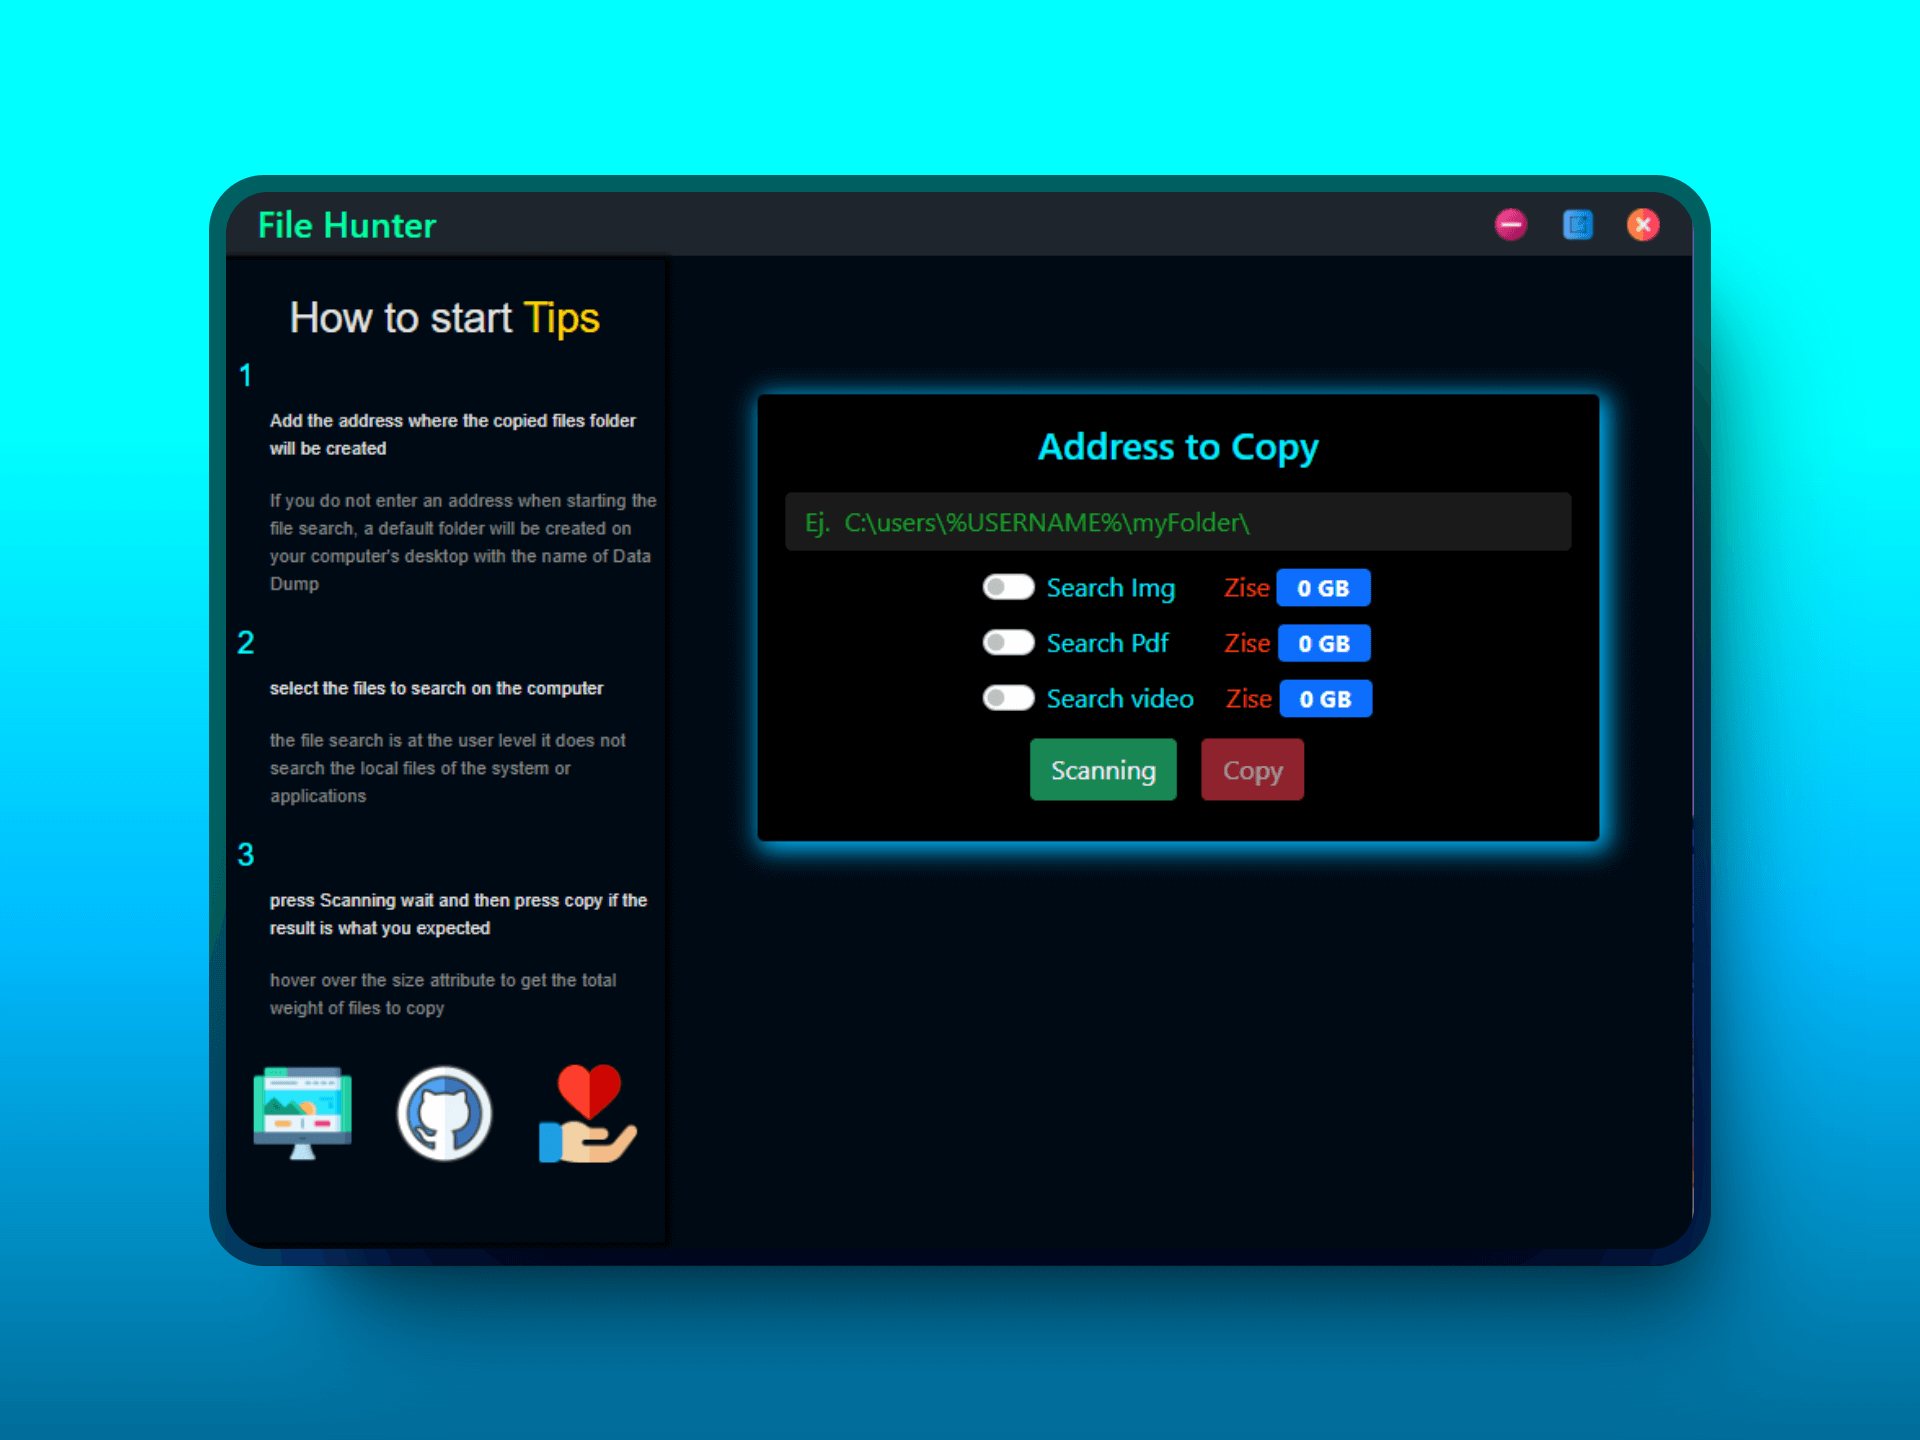 File Hunter
How to start Tips
1
Add the address where the copied files folder
will be created
If you do not enter an address when starting the
file search, a default folder will be created on
your computer's desktop with the name of Data
Dump
2
select the files to search on the computer
the file search is at the user level it does not
search the local files of the system or
applications
3
press Scanning wait and then press copy if the
result is what you expected
hover over the size attribute to get the total
weight of files to copy
Address to Copy
Ej. C:\users\%USERNAME%\myFolder\
Search Img Zise 0 GB
Search Pdf Zise 0 GB
Search video Zise 0 GB
Scanning Copy